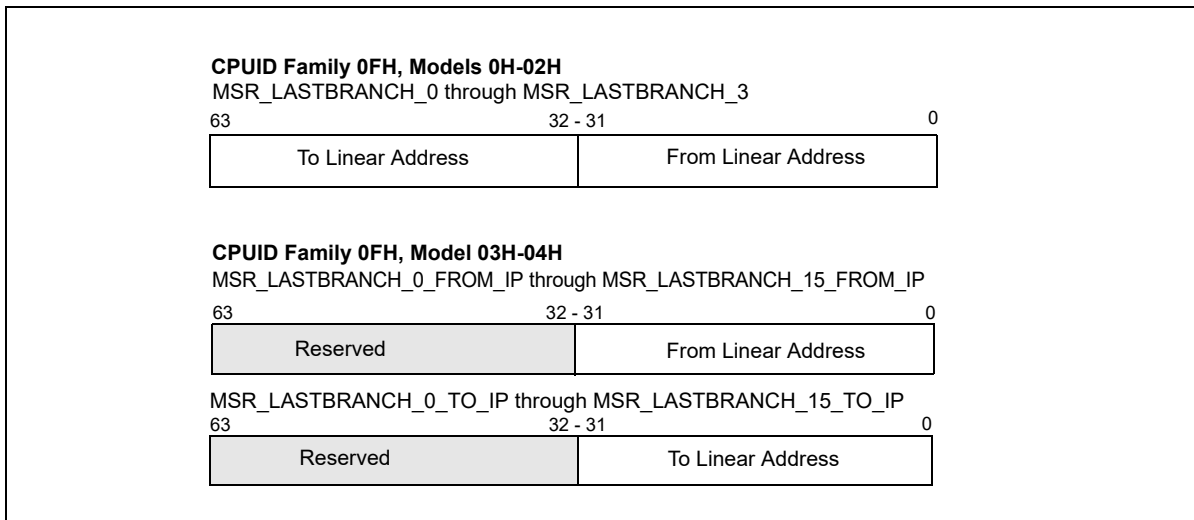 CPUID Family 0FH, Models 0H-02H
MSR_LASTBRANCH_0 through MSR_LASTBRANCH_3
63 32 - 31 0
To Linear Address From Linear Address
CPUID Family 0FH, Model 03H-04H
MSR_LASTBRANCH_0_FROM_IP through MSR_LASTBRANCH_15_FROM_IP
63 32 - 31 0
Reserved From Linear Address
MSR_LASTBRANCH_0_TO_IP through MSR_LASTBRANCH_15_TO_IP
63 32 - 31 0
Reserved To Linear Address